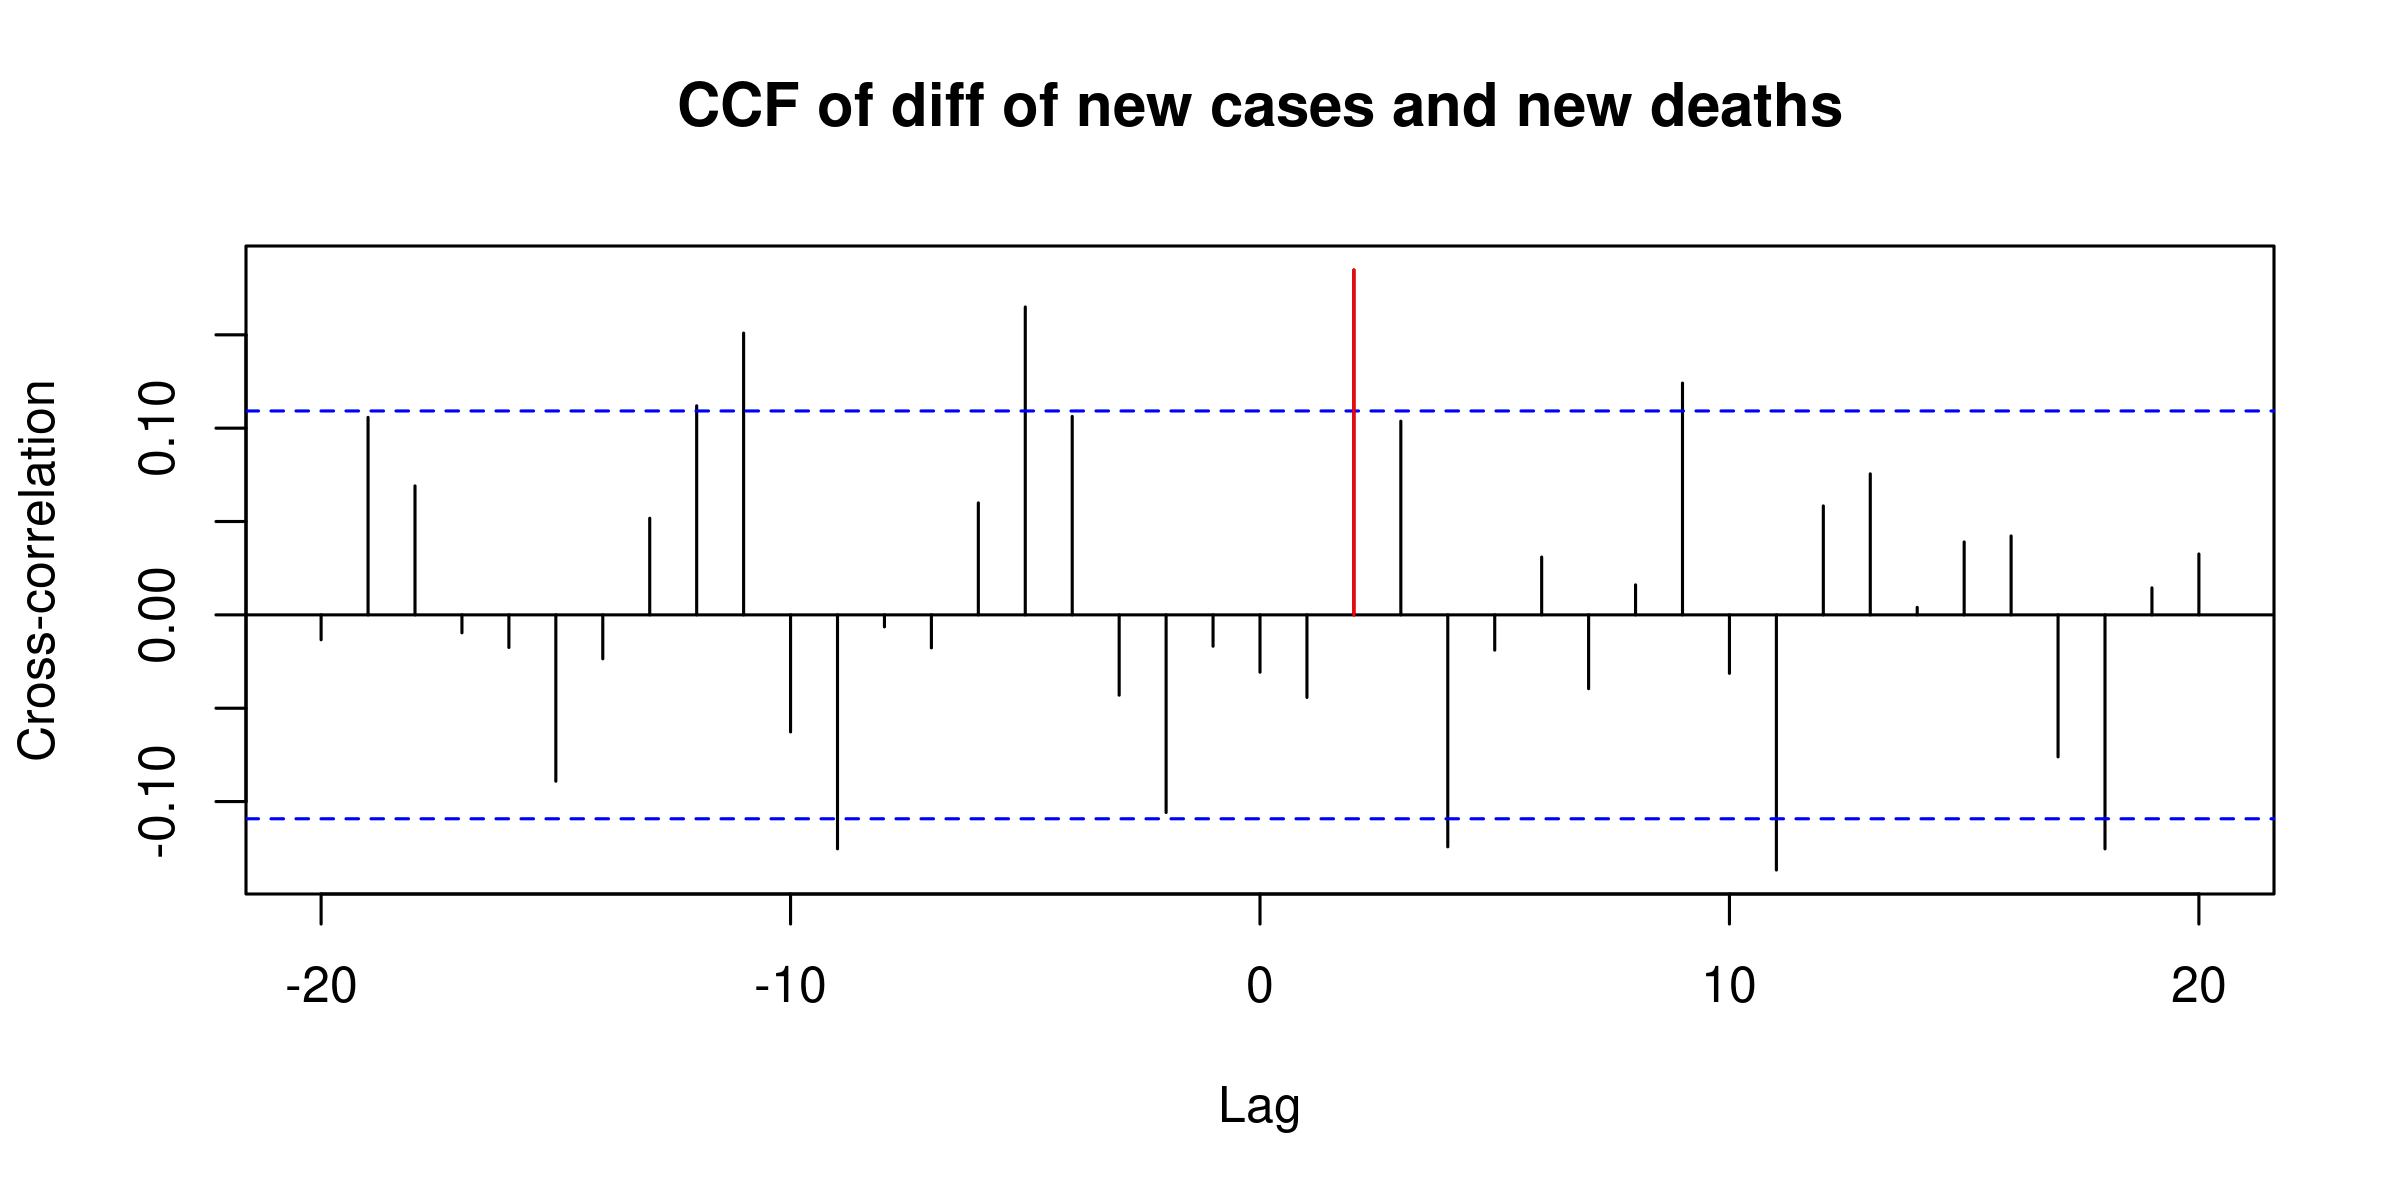 CCF of diff of new cases and new deaths
Cross-correlation
0.10
0.00
-0.10
-20 -10 0 10 20
Lag